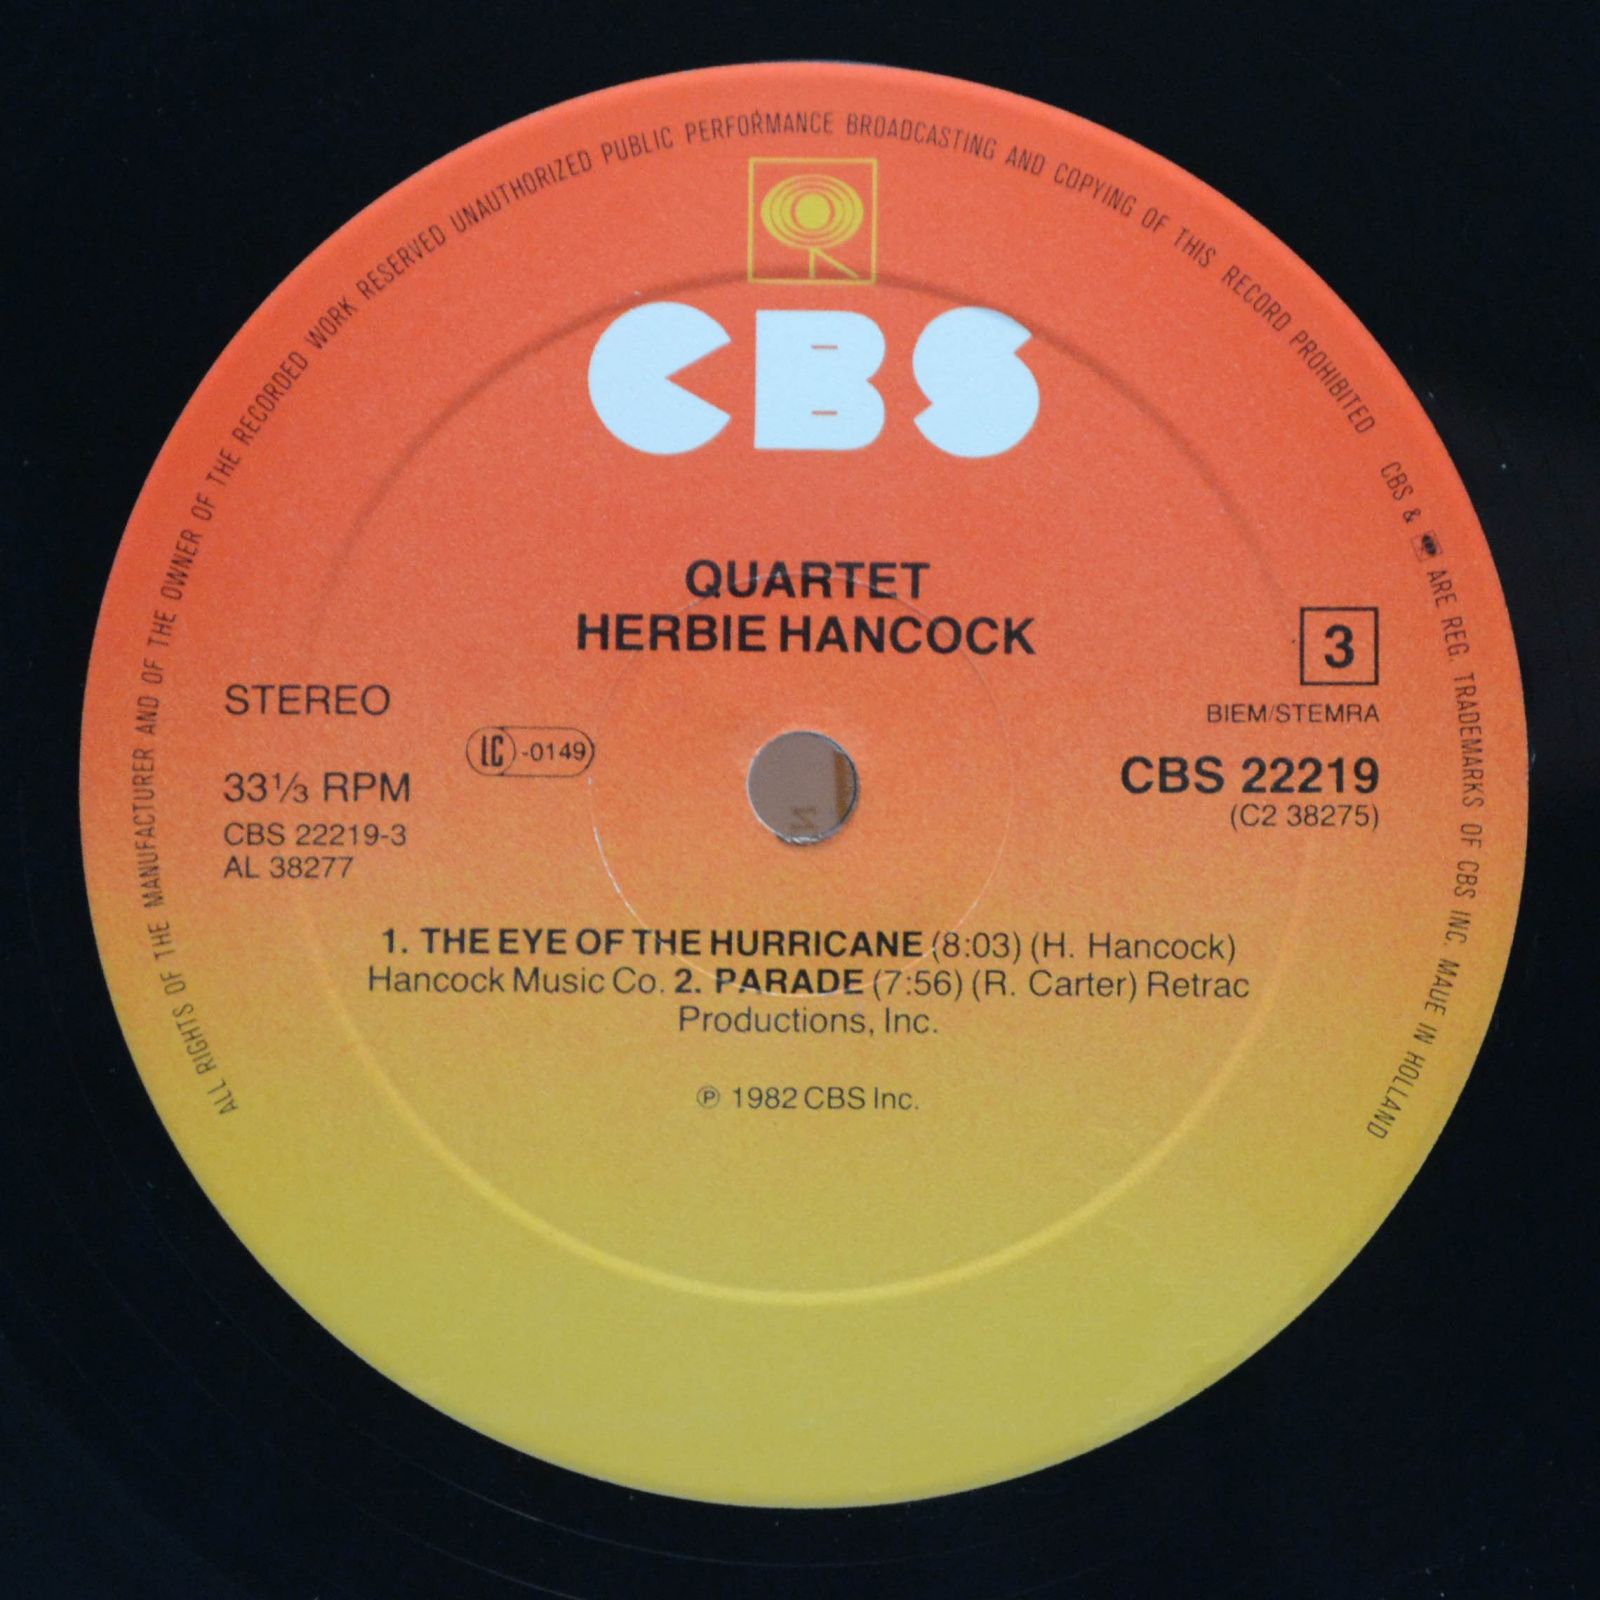 ALL RIGHTS OF THE MANUFACTURER AND OF THE OWNER OF THE RECORDED WORK RESERVED UNAUTHORIZED PUBLIC PERFORMANCE BROADCASTING AND COPYING OF THIS RECORD PROHIBITED CBS & ARE REG. TRADEMARKS OF CBS INC. MADE IN HOLLAND
CBS
QUARTET
HERBIE HANCOCK
3
STEREO
BIEM/STEMRA
LC -0149
33⅓ RPM
CBS 22219
(C2 38275)
CBS 22219-3
AL 38277
1. THE EYE OF THE HURRICANE (8:03) (H. Hancock)
Hancock Music Co. 2. PARADE (7:56) (R. Carter) Retrac
Productions, Inc.
℗ 1982 CBS Inc.